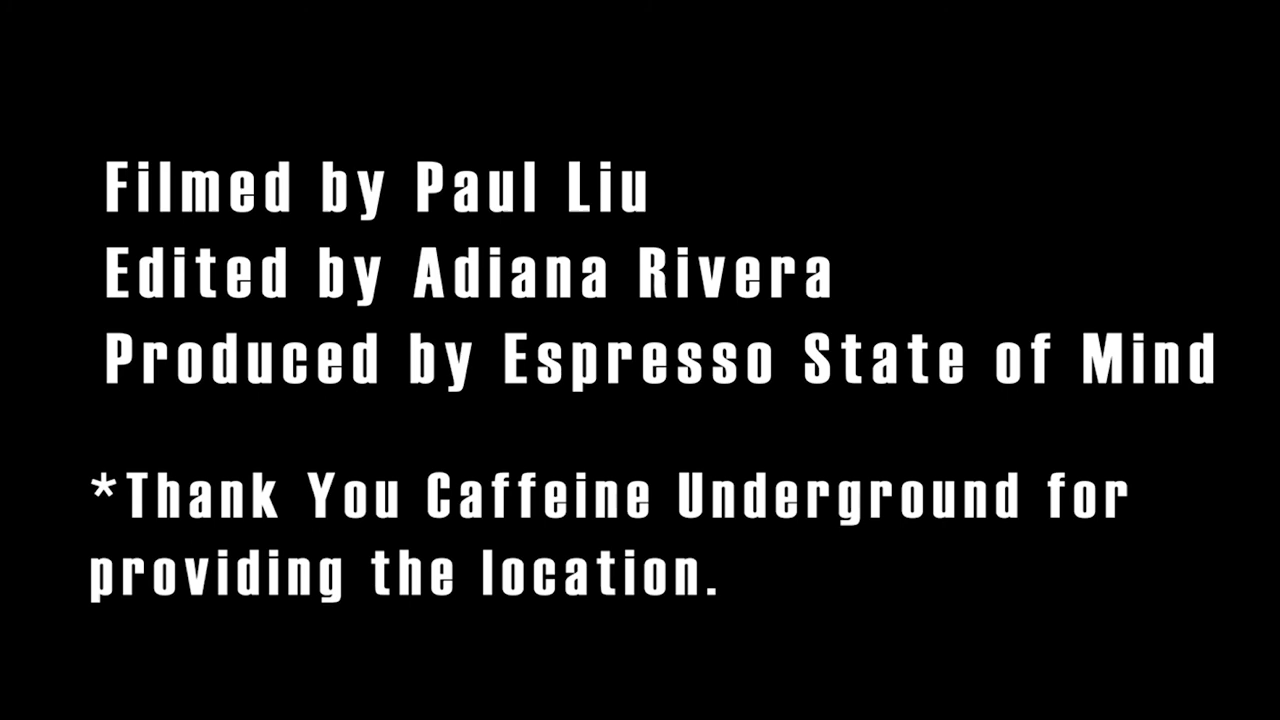 Filmed by Paul Liu
Edited by Adiana Rivera
Produced by Espresso State of Mind
*Thank You Caffeine Underground for
providing the location.